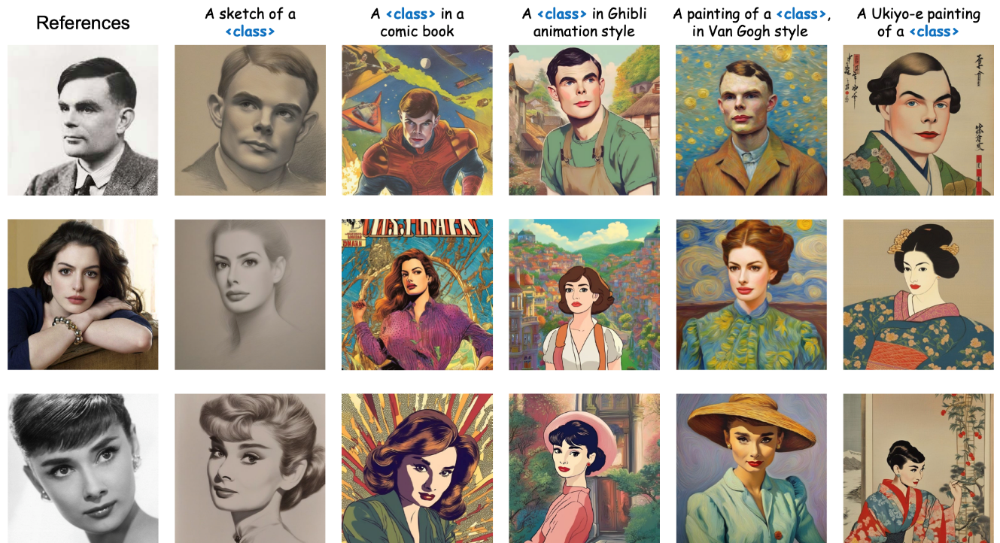 References
A sketch of a
<class>
A <class> in a
comic book
A <class> in Ghibli
animation style
A painting of a <class>,
in Van Gogh style
A Ukiyo-e painting
of a <class>